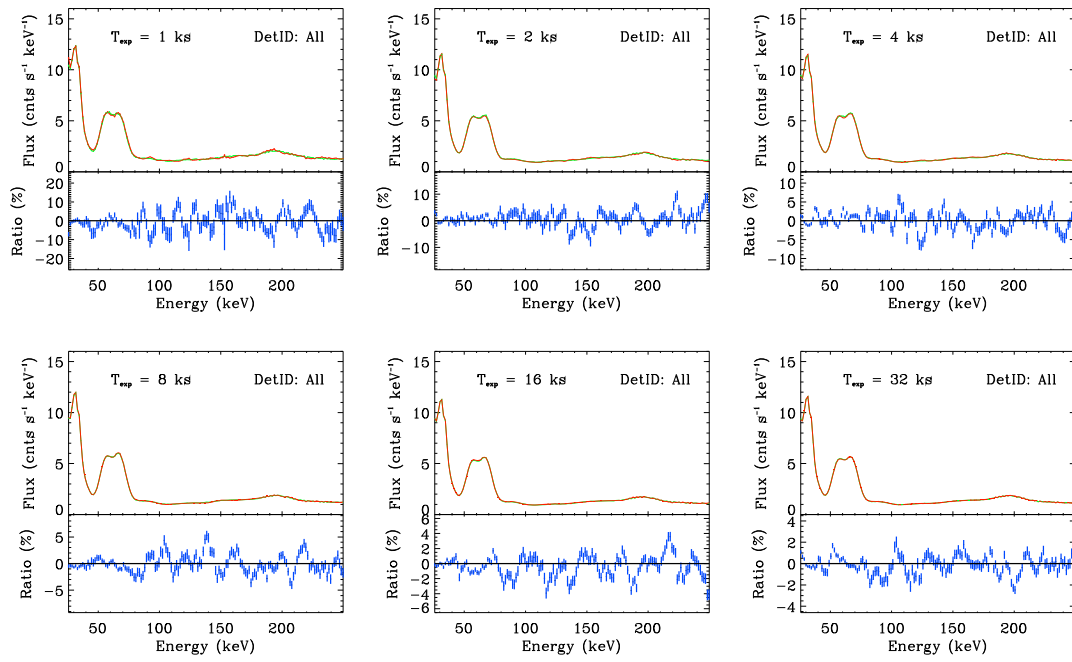 T_exp = 1 ks DetID: All
Flux (cnts s⁻¹ keV⁻¹)
15
10
5
0
Ratio (%)
20
10
0
−10
−20
50 100 150 200
Energy (keV)
T_exp = 2 ks DetID: All
Flux (cnts s⁻¹ keV⁻¹)
15
10
5
0
Ratio (%)
10
0
−10
50 100 150 200
Energy (keV)
T_exp = 4 ks DetID: All
Flux (cnts s⁻¹ keV⁻¹)
15
10
5
0
Ratio (%)
10
5
0
−5
−10
50 100 150 200
Energy (keV)
T_exp = 8 ks DetID: All
Flux (cnts s⁻¹ keV⁻¹)
15
10
5
0
Ratio (%)
5
0
−5
50 100 150 200
Energy (keV)
T_exp = 16 ks DetID: All
Flux (cnts s⁻¹ keV⁻¹)
15
10
5
0
Ratio (%)
6
4
2
0
−2
−4
−6
50 100 150 200
Energy (keV)
T_exp = 32 ks DetID: All
Flux (cnts s⁻¹ keV⁻¹)
15
10
5
0
Ratio (%)
4
2
0
−2
−4
50 100 150 200
Energy (keV)